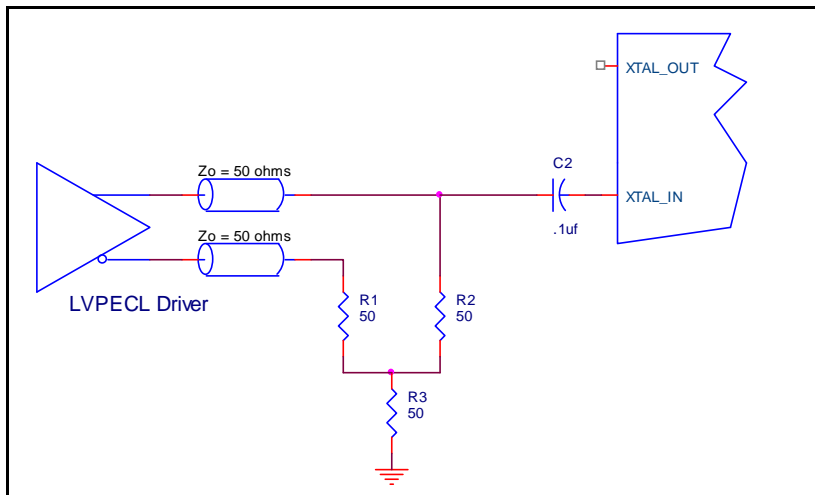 XTAL_OUT
Zo = 50 ohms
C2
XTAL_IN
.1uf
Zo = 50 ohms
LVPECL Driver
R1
50
R2
50
R3
50